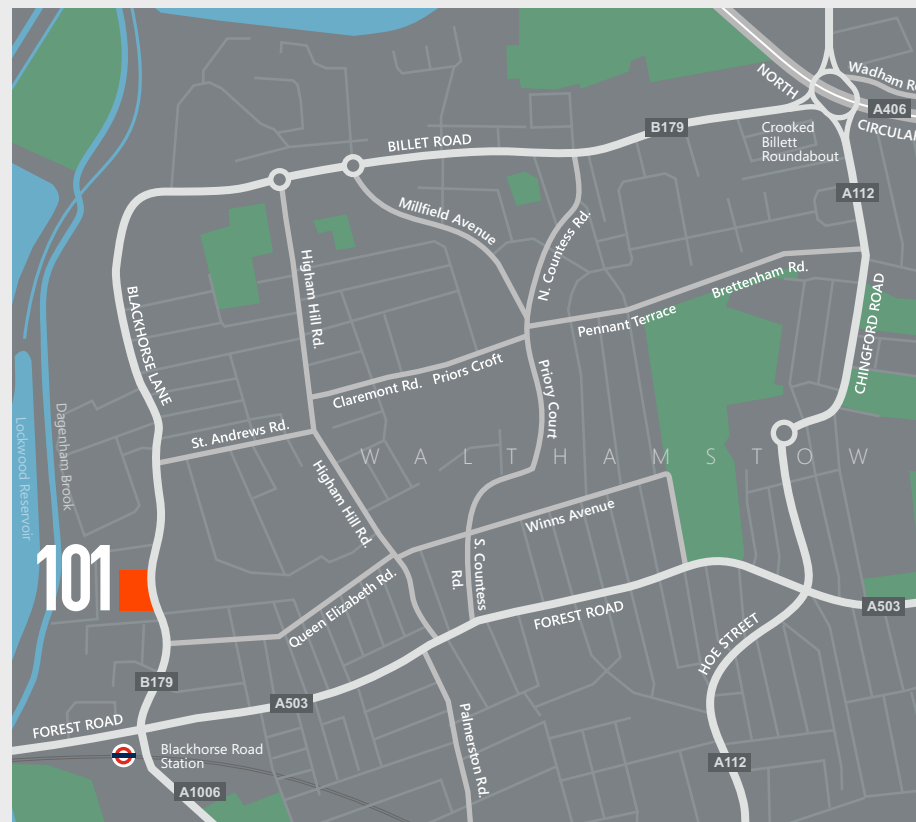 NORTH
Wadham R
A406
CIRCULAR
B179
Crooked
Billett
Roundabout
BILLET ROAD
A112
Millfield Avenue
N. Countess Rd.
Higham Hill Rd.
Brettenham Rd.
Pennant Terrace
BLACKHORSE LANE
CHINGFORD ROAD
Priors Croft
Claremont Rd.
Priory Court
St. Andrews Rd.
Dagenham Brook
Lockwood Reservoir
WALTHAMSTOW
Higham Hill Rd.
Winns Avenue
S. Countess
Rd.
101
Queen Elizabeth Rd.
FOREST ROAD
A503
HOE STREET
B179
A503
FOREST ROAD
Palmerston Rd.
Blackhorse Road
Station
A112
A1006